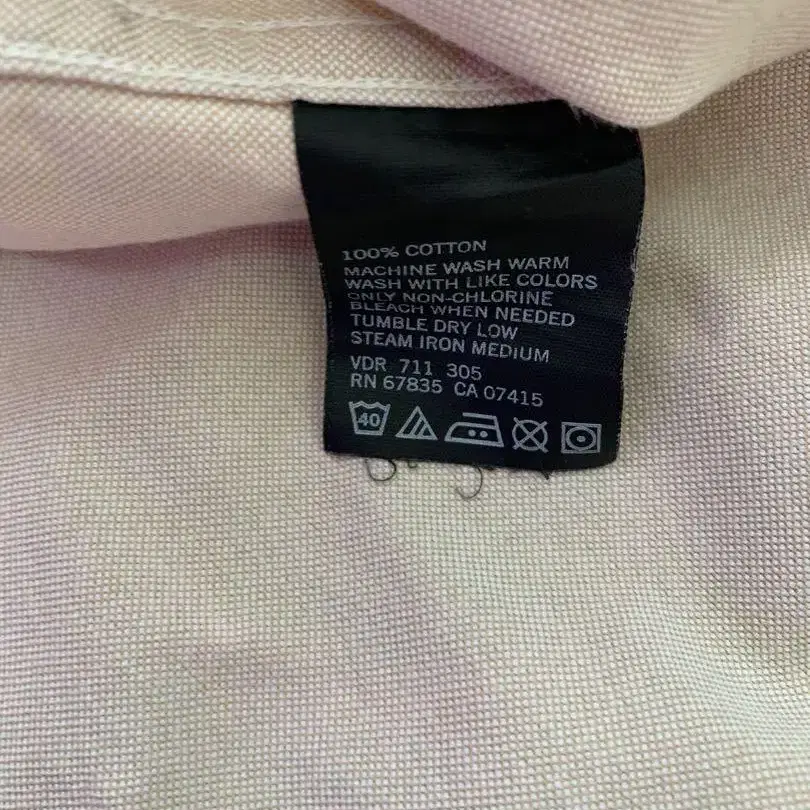 100% COTTON
MACHINE WASH WARM
WASH WITH LIKE COLORS
ONLY NON-CHLORINE
BLEACH WHEN NEEDED
TUMBLE DRY LOW
STEAM IRON MEDIUM
VDR 711 305
RN 67835 CA 07415
40